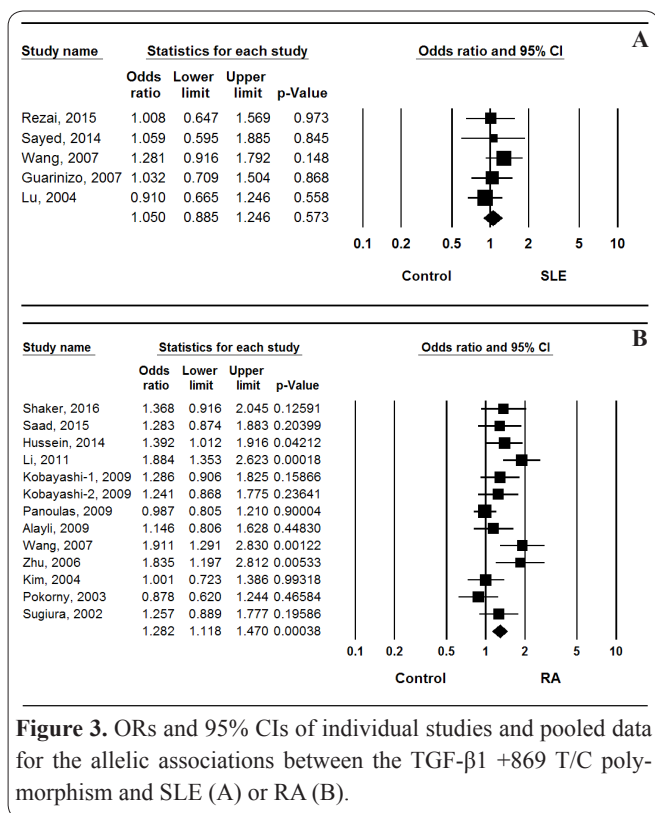 A
Study name Statistics for each study Odds ratio and 95% CI
Odds Lower Upper
ratio limit limit p-Value
Rezai, 2015 1.008 0.647 1.569 0.973
Sayed, 2014 1.059 0.595 1.885 0.845
Wang, 2007 1.281 0.916 1.792 0.148
Guarinizo, 2007 1.032 0.709 1.504 0.868
Lu, 2004 0.910 0.665 1.246 0.558
1.050 0.885 1.246 0.573
0.1 0.2 0.5 1 2 5 10
Control SLE
B
Study name Statistics for each study Odds ratio and 95% CI
Odds Lower Upper
ratio limit limit p-Value
Shaker, 2016 1.368 0.916 2.045 0.12591
Saad, 2015 1.283 0.874 1.883 0.20399
Hussein, 2014 1.392 1.012 1.916 0.04212
Li, 2011 1.884 1.353 2.623 0.00018
Kobayashi-1, 2009 1.286 0.906 1.825 0.15866
Kobayashi-2, 2009 1.241 0.868 1.775 0.23641
Panoulas, 2009 0.987 0.805 1.210 0.90004
Alayli, 2009 1.146 0.806 1.628 0.44830
Wang, 2007 1.911 1.291 2.830 0.00122
Zhu, 2006 1.835 1.197 2.812 0.00533
Kim, 2004 1.001 0.723 1.386 0.99318
Pokorny, 2003 0.878 0.620 1.244 0.46584
Sugiura, 2002 1.257 0.889 1.777 0.19586
1.282 1.118 1.470 0.00038
0.1 0.2 0.5 1 2 5 10
Control RA
Figure 3. ORs and 95% CIs of individual studies and pooled data
for the allelic associations between the TGF-β1 +869 T/C poly-
morphism and SLE (A) or RA (B).